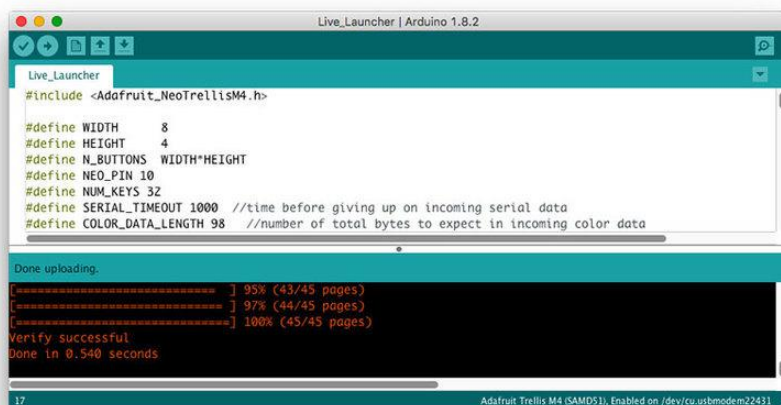 Live_Launcher | Arduino 1.8.2
Live_Launcher
#include <Adafruit_NeoTrellisM4.h>
#define WIDTH 8
#define HEIGHT 4
#define N_BUTTONS WIDTH*HEIGHT
#define NEO_PIN 10
#define NUM_KEYS 32
#define SERIAL_TIMEOUT 1000 //time before giving up on incoming serial data
#define COLOR_DATA_LENGTH 98 //number of total bytes to expect in incoming color data
Done uploading.
[============================= ] 95% (43/45 pages)
[============================= ] 97% (44/45 pages)
[==============================] 100% (45/45 pages)
Verify successful
Done in 0.540 seconds
17 Adafruit Trellis M4 (SAMD51), Enabled on /dev/cu.usbmodem22431